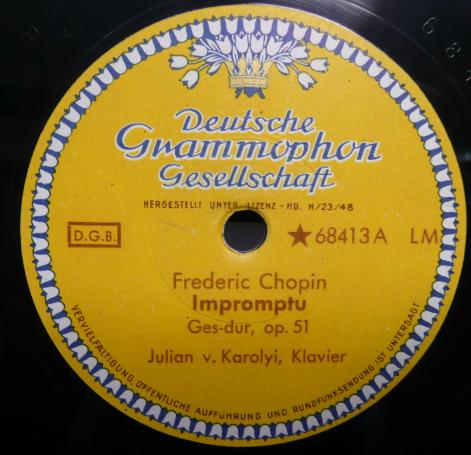 Deutsche
Grammophon
Gesellschaft
HERGESTELLT UNTER LIZENZ - MD. N/23/48
D.G.B.
★68413A LM
Frederic Chopin
Impromptu
Ges-dur, op. 51
Julian v. Karolyi, Klavier
VERVIELFÄLTIGUNG, ÖFFENTLICHE AUFFÜHRUNG UND RUNDFUNKSENDUNG IST UNTERSAGT